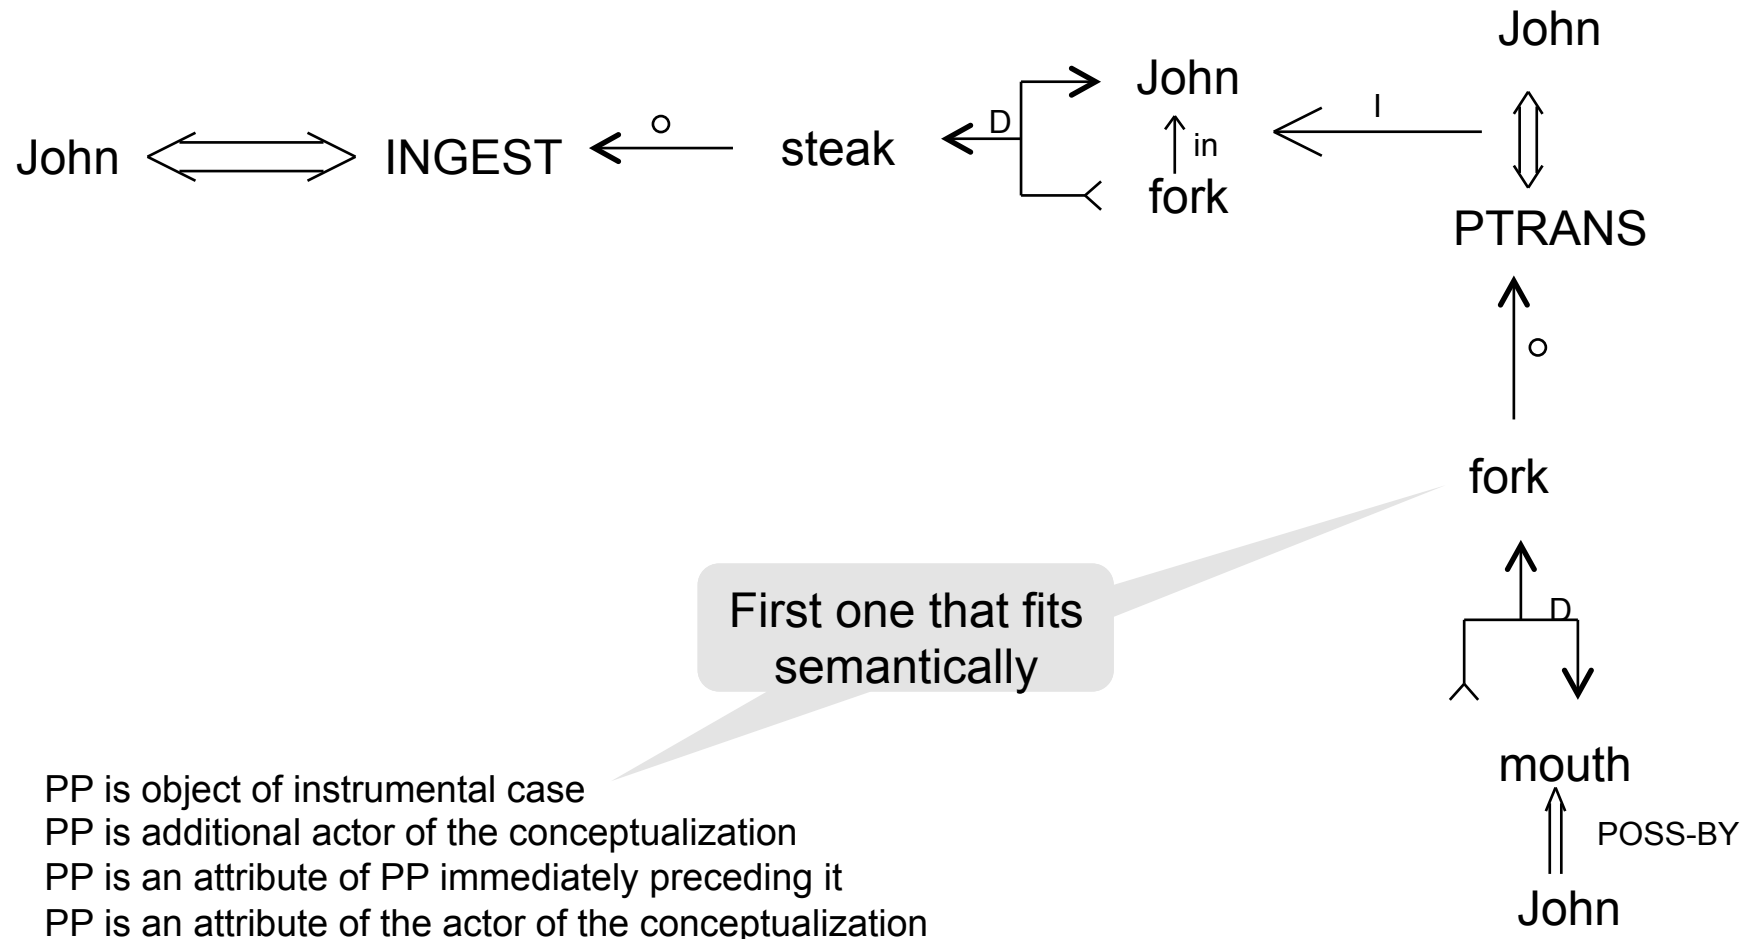 John
John
D
I
John
INGEST
o
steak
in
fork
PTRANS
o
fork
First one that fits
semantically
D
mouth
PP is object of instrumental case
PP is additional actor of the conceptualization
POSS-BY
PP is an attribute of PP immediately preceding it
PP is an attribute of the actor of the conceptualization
John